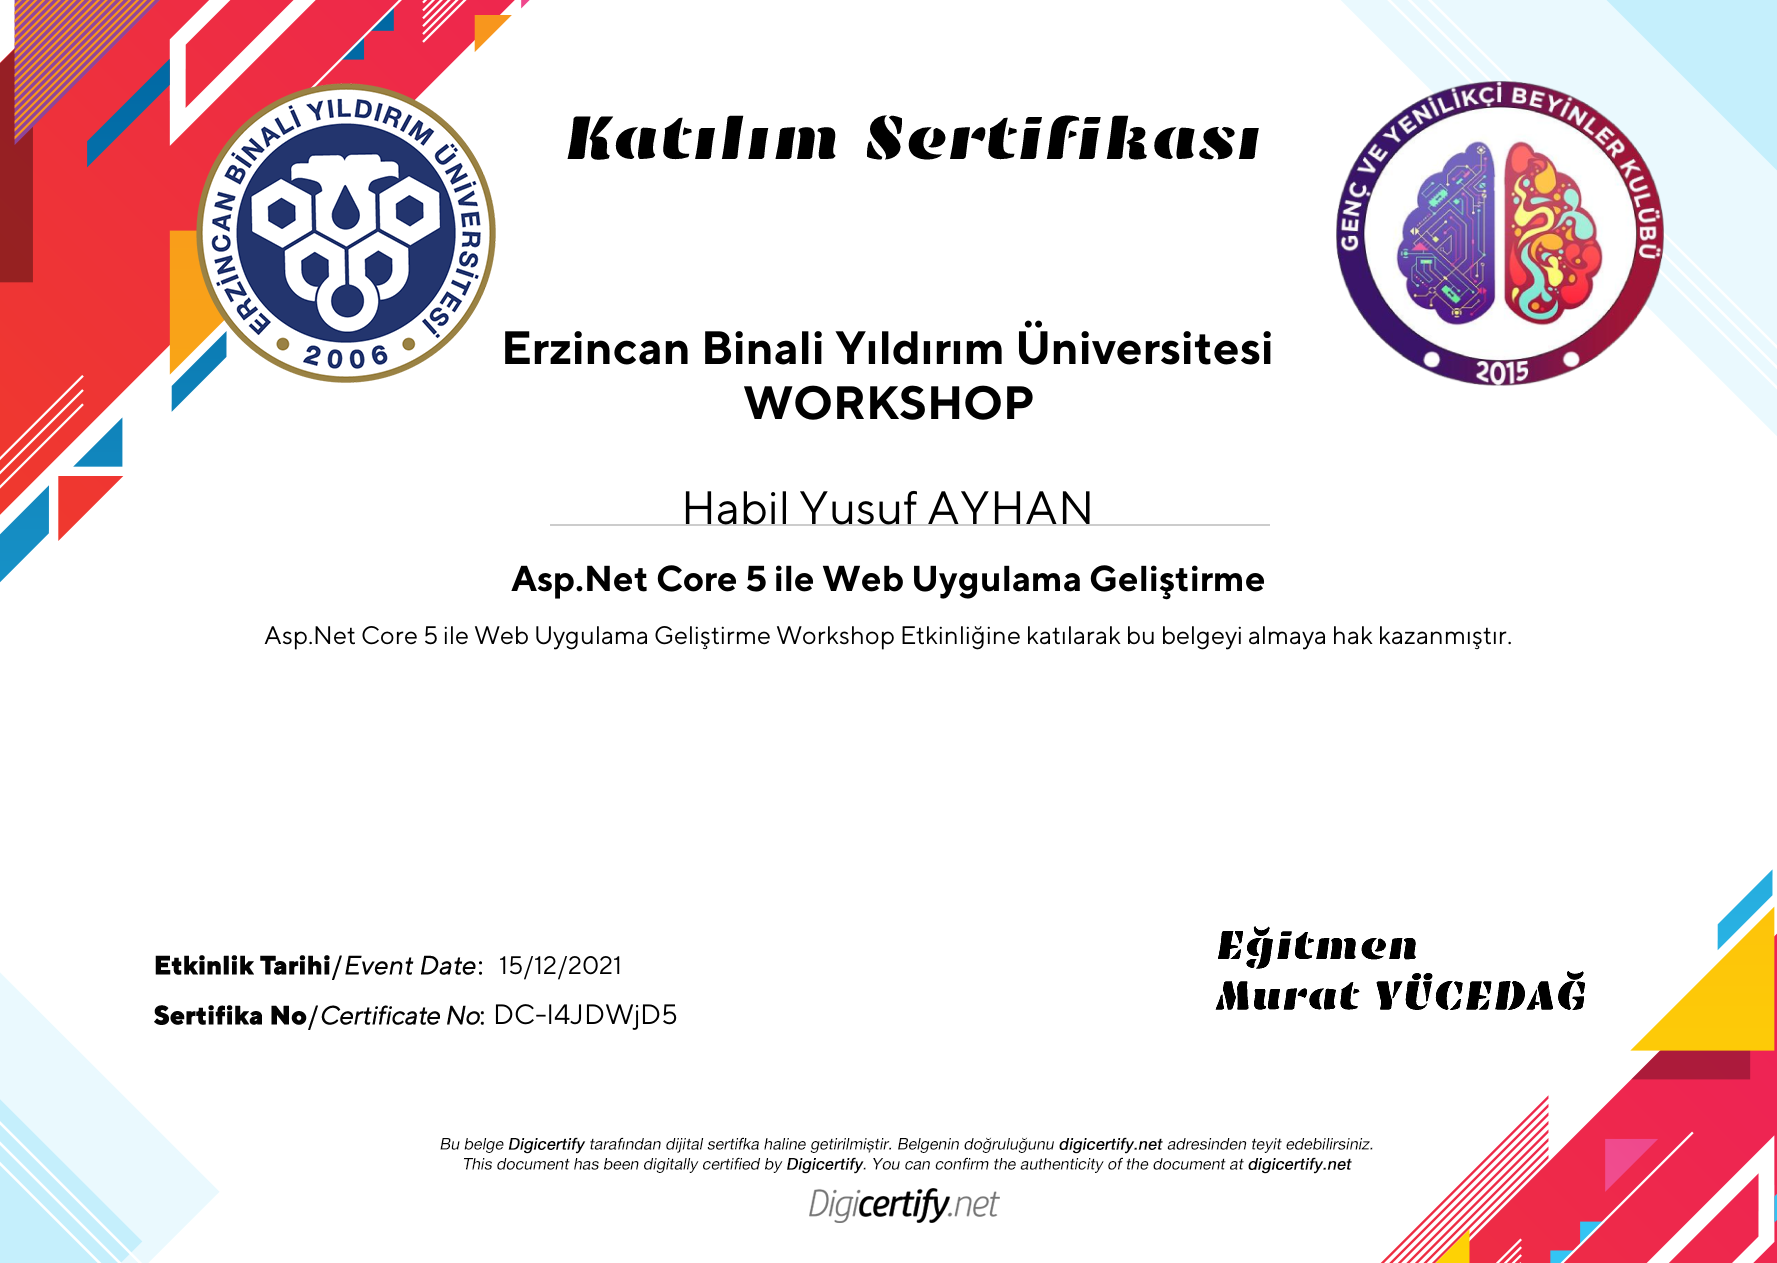 Katılım Sertifikası
ERZİNCAN BİNALİ YILDIRIM ÜNİVERSİTESİ
2006
GENÇ VE YENİLİKÇİ BEYİNLER KULÜBÜ
2015
Erzincan Binali Yıldırım Üniversitesi
WORKSHOP
Habil Yusuf AYHAN
Asp.Net Core 5 ile Web Uygulama Geliştirme
Asp.Net Core 5 ile Web Uygulama Geliştirme Workshop Etkinliğine katılarak bu belgeyi almaya hak kazanmıştır.
Etkinlik Tarihi/Event Date: 15/12/2021
Sertifika No/Certificate No: DC-I4JDWjD5
Eğitmen
Murat YÜCEDAĞ
Bu belge Digicertify tarafından dijital sertifka haline getirilmiştir. Belgenin doğruluğunu digicertify.net adresinden teyit edebilirsiniz.
This document has been digitally certified by Digicertify. You can confirm the authenticity of the document at digicertify.net
Digicertify.net